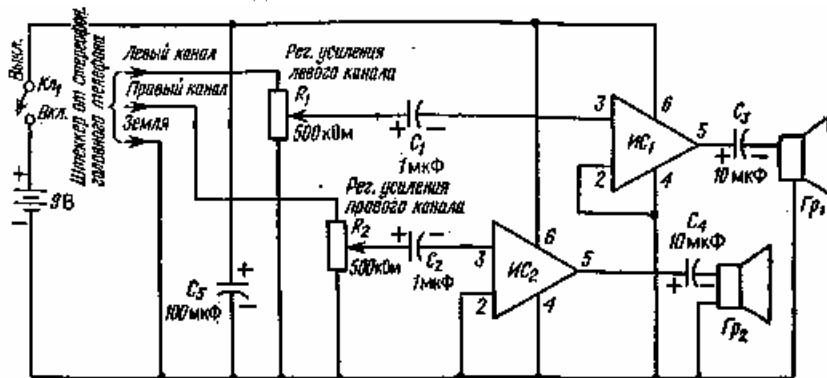 Выкл.
Кл₁
Вкл.
+
9В
-
Штеккер от стереофон.
головного телефона
Левый канал
Правый канал
Земля
Рег. усиления
левого канала
R₁
500кОм
+ -
C₁
1мкФ
Рег. усиления
правого канала
R₂
500кОм
+ -
C₂
1мкФ
+
C₅
100мкФ
-
3
2
6
4
5
ИС₁
3
2
6
4
5
ИС₂
C₃
+ -
10мкФ
Гр₁
C₄
10мкФ
+ -
Гр₂